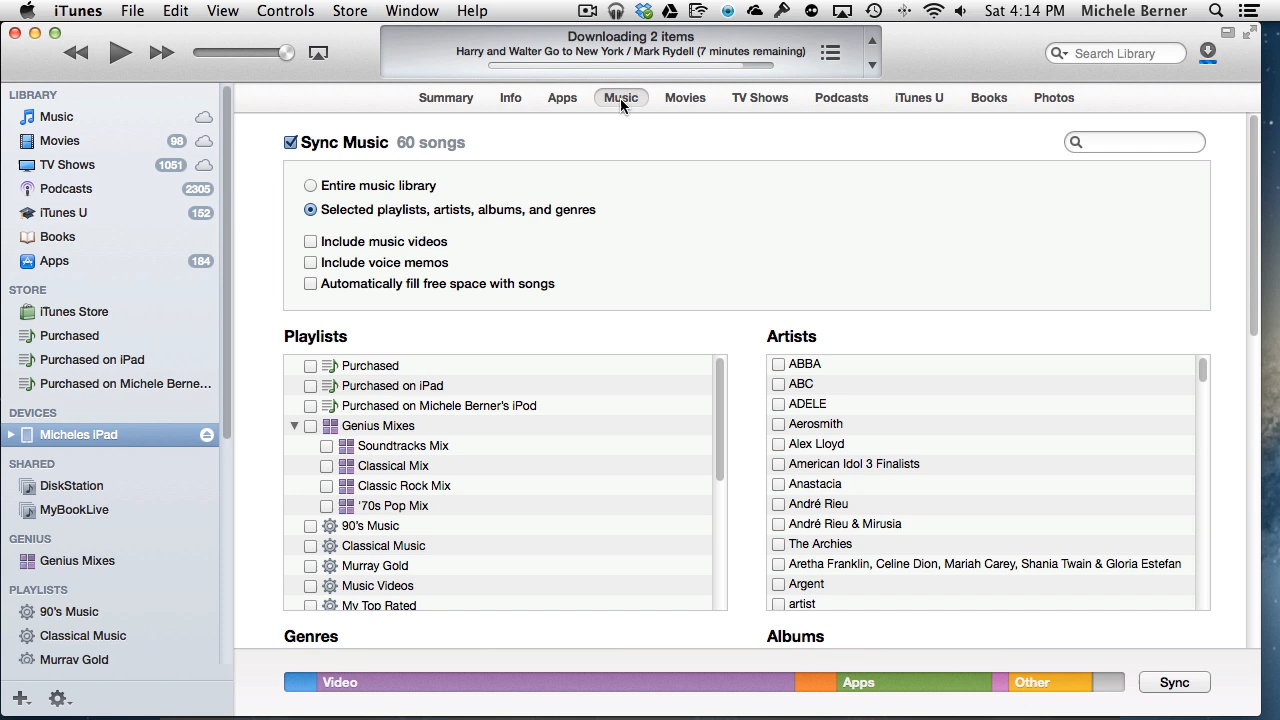 iTunes File Edit View Controls Store Window Help Sat 4:14 PM Michele Berner
Downloading 2 items
Harry and Walter Go to New York / Mark Rydell (7 minutes remaining)
Search Library
LIBRARY
Music
Movies 98
TV Shows 1051
Podcasts 2305
iTunes U 152
Books
Apps 184
STORE
iTunes Store
Purchased
Purchased on iPad
Purchased on Michele Berne...
DEVICES
Micheles iPad
SHARED
DiskStation
MyBookLive
GENIUS
Genius Mixes
PLAYLISTS
90's Music
Classical Music
Murray Gold
Summary Info Apps Music Movies TV Shows Podcasts iTunes U Books Photos
Sync Music 60 songs
Entire music library
Selected playlists, artists, albums, and genres
Include music videos
Include voice memos
Automatically fill free space with songs
Playlists
Purchased
Purchased on iPad
Purchased on Michele Berner's iPod
Genius Mixes
Soundtracks Mix
Classical Mix
Classic Rock Mix
'70s Pop Mix
90's Music
Classical Music
Murray Gold
Music Videos
My Top Rated
Artists
ABBA
ABC
ADELE
Aerosmith
Alex Lloyd
American Idol 3 Finalists
Anastacia
André Rieu
André Rieu & Mirusia
The Archies
Aretha Franklin, Celine Dion, Mariah Carey, Shania Twain & Gloria Estefan
Argent
artist
Genres
Albums
Video Apps Other Sync